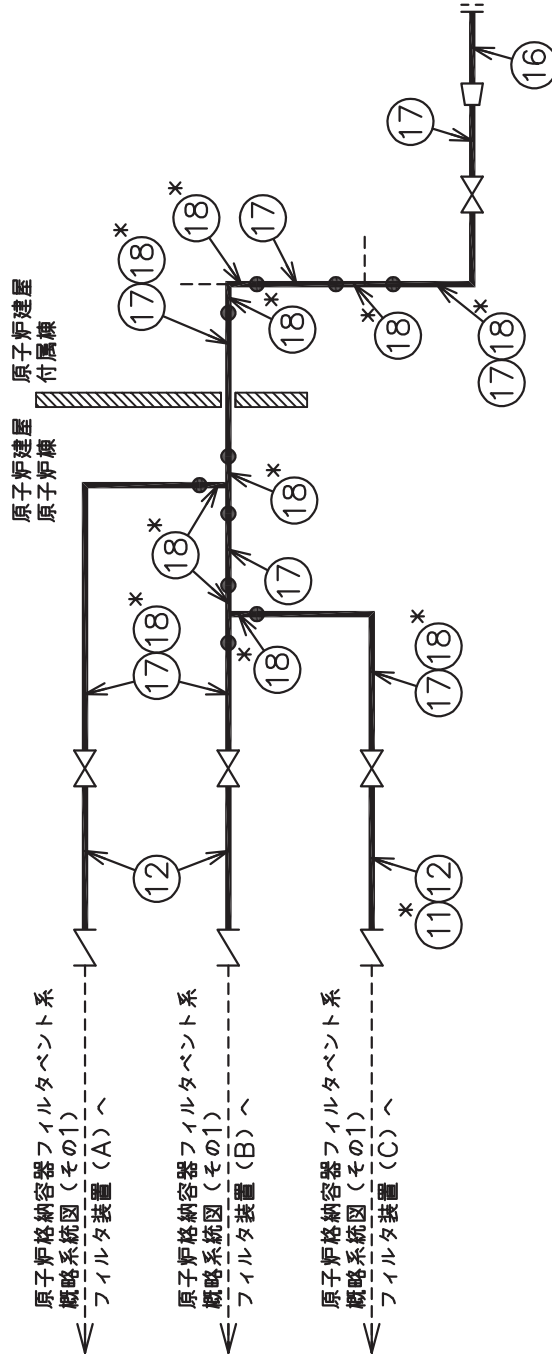 原子炉格納容器フィルタベント系
概略系統図（その１）
フィルタ装置（A）へ
原子炉格納容器フィルタベント系
概略系統図（その１）
フィルタ装置（B）へ
原子炉格納容器フィルタベント系
概略系統図（その１）
フィルタ装置（C）へ
12
11* 12
17 18*
17 18*
18*
18*
17
18*
原子炉建屋
原子炉棟
原子炉建屋
付属棟
17 18*
18*
18*
17
18*
17 18*
17
16